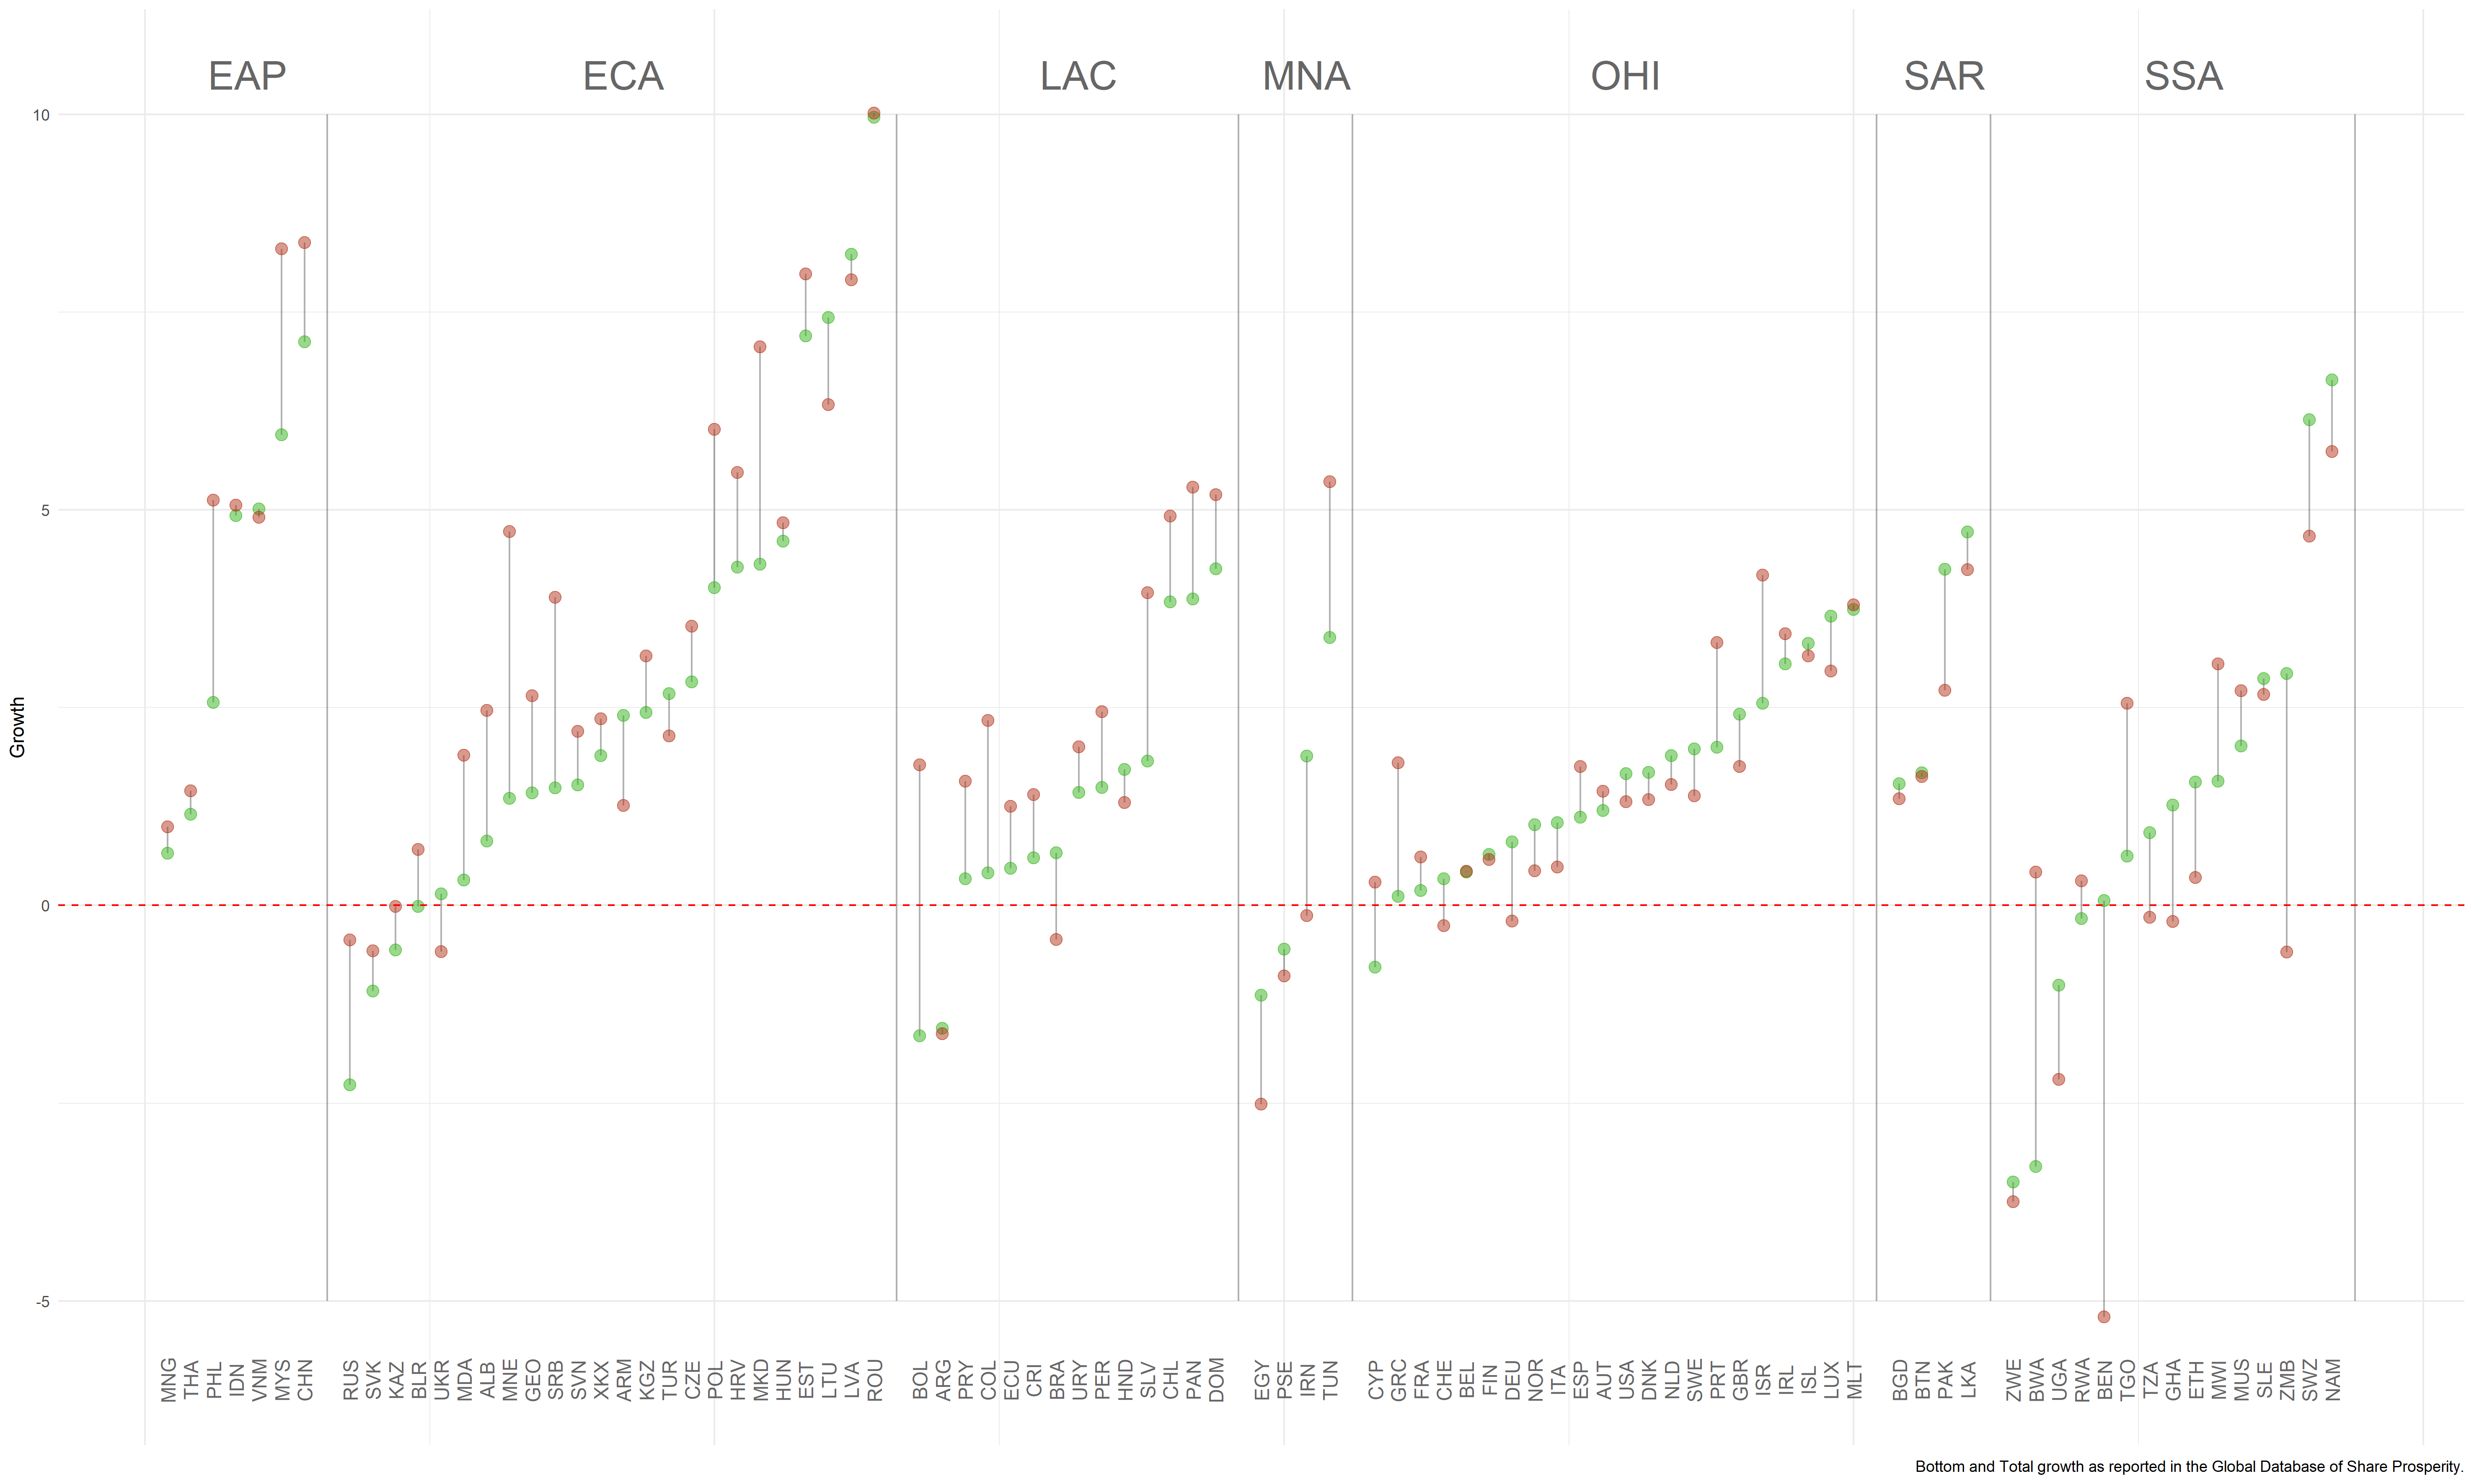 EAP ECA LAC MNA OHI SAR SSA
10
5
0
-5
Growth
MNG THA PHL IDN VNM MYS CHN RUS SVK KAZ BLR UKR MDA ALB MNE GEO SRB SVN XKX ARM KGZ TUR CZE POL HRV MKD HUN EST LTU LVA ROU BOL ARG PRY COL ECU CRI BRA URY PER HND SLV CHL PAN DOM EGY PSE IRN TUN CYP GRC FRA CHE BEL FIN DEU NOR ITA ESP AUT USA DNK NLD SWE PRT GBR ISR IRL ISL LUX MLT BGD BTN PAK LKA ZWE BWA UGA RWA BEN TGO TZA GHA ETH MWI MUS SLE ZMB SWZ NAM
Bottom and Total growth as reported in the Global Database of Share Prosperity.